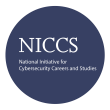 NICCS
National Initiative for
Cybersecurity Careers and Studies